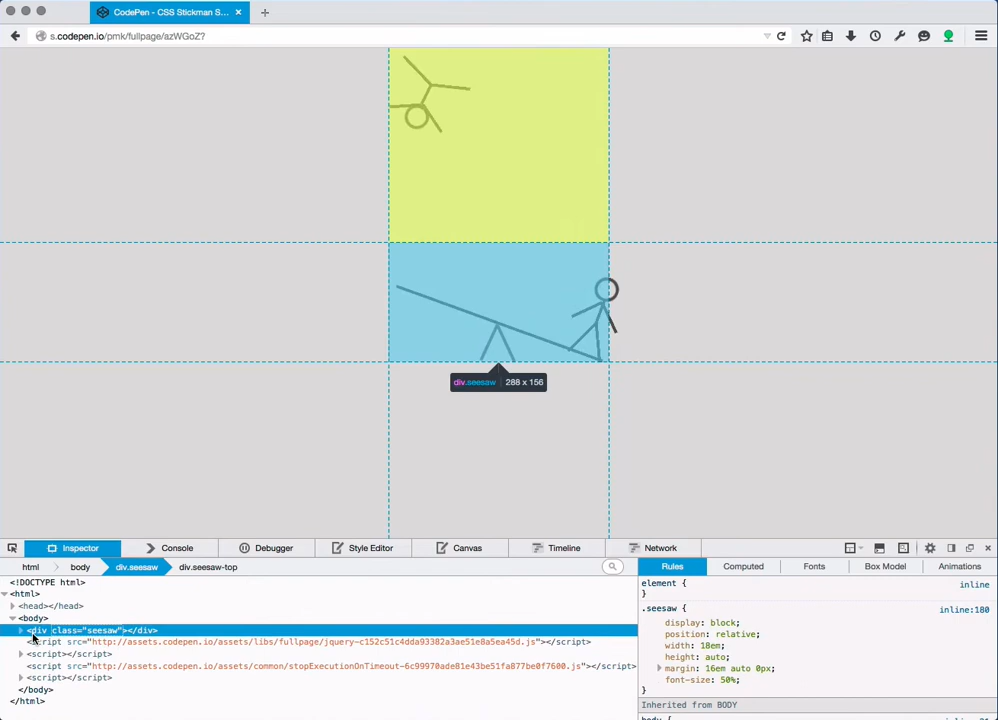 CodePen - CSS Stickman S...
s.codepen.io/pmk/fullpage/azWGoZ?
div.seesaw 288 x 156
Inspector Console Debugger Style Editor Canvas Timeline Network
html body div.seesaw div.seesaw-top
Rules Computed Fonts Box Model Animations
<!DOCTYPE html>
<html>
<head></head>
<body>
<div class="seesaw"></div>
<script src="http://assets.codepen.io/assets/libs/fullpage/jquery-c152c51c4dda93382a3ae51e8a5ea45d.js"></script>
<script></script>
<script src="http://assets.codepen.io/assets/common/stopExecutionOnTimeout-6c99970ade81e43be51fa877be0f7600.js"></script>
<script></script>
</body>
</html>
element { inline
}
.seesaw { inline:180
display: block;
position: relative;
width: 18em;
height: auto;
margin: 16em auto 0px;
font-size: 50%;
}
Inherited from BODY